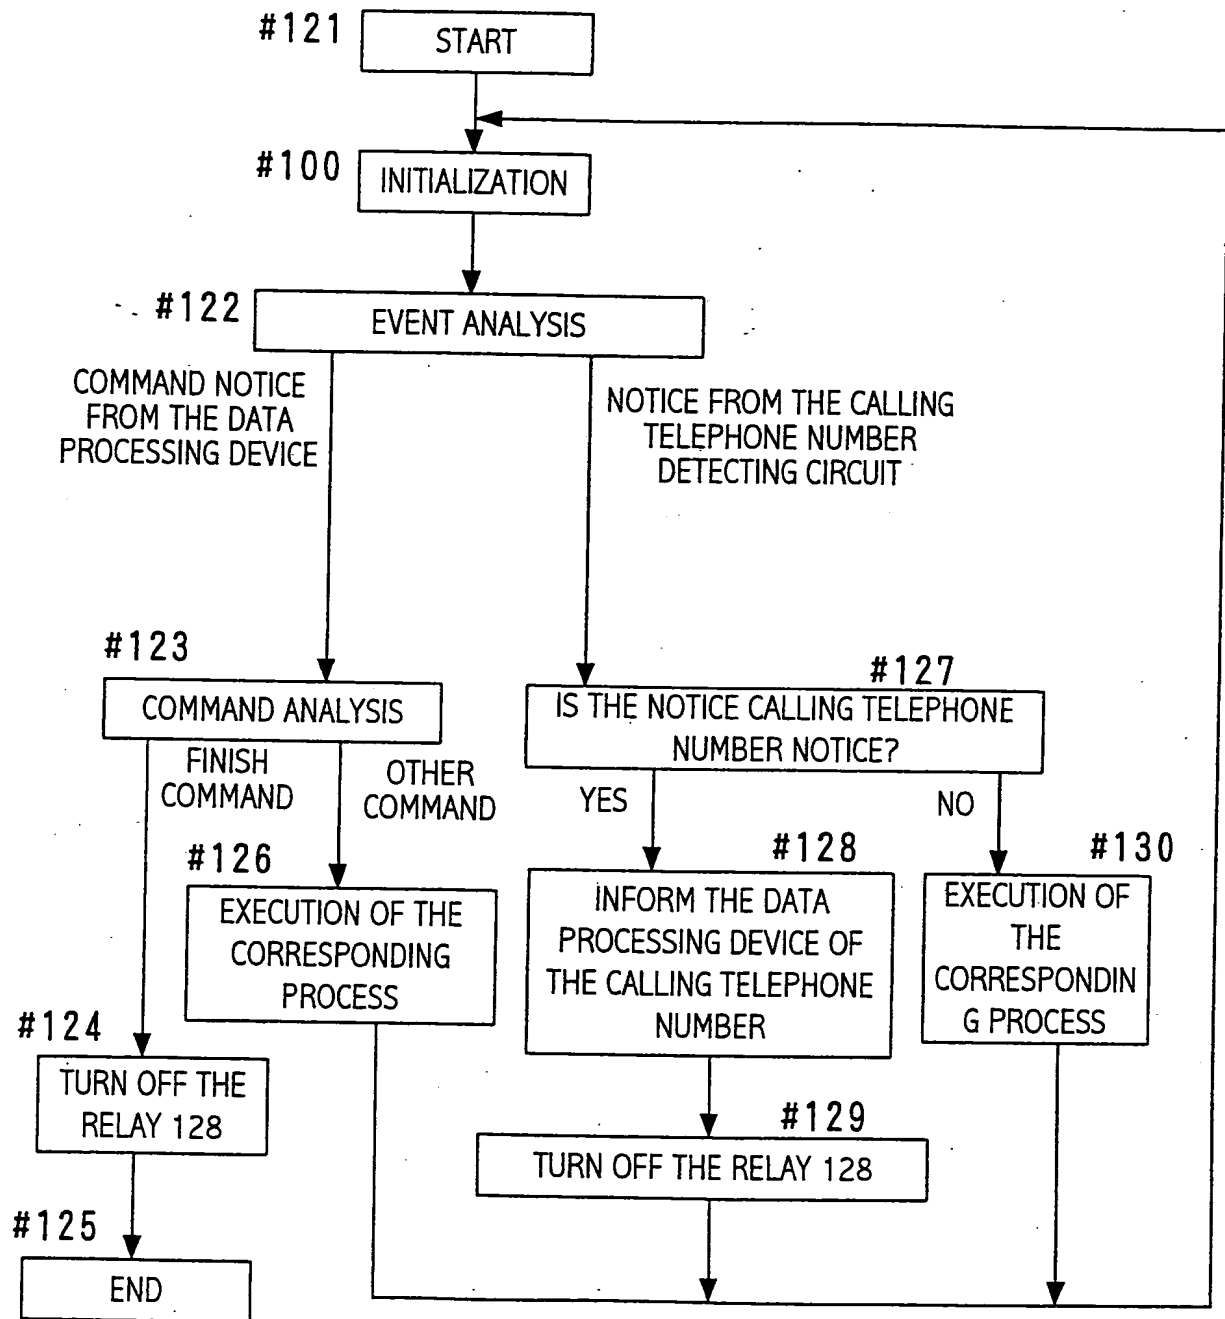 #121
START
#100
INITIALIZATION
#122
EVENT ANALYSIS
COMMAND NOTICE
FROM THE DATA
PROCESSING DEVICE
NOTICE FROM THE CALLING
TELEPHONE NUMBER
DETECTING CIRCUIT
#123
COMMAND ANALYSIS
#127
IS THE NOTICE CALLING TELEPHONE
NUMBER NOTICE?
FINISH
COMMAND
OTHER
COMMAND
YES
NO
#126
EXECUTION OF THE
CORRESPONDING
PROCESS
#128
INFORM THE DATA
PROCESSING DEVICE OF
THE CALLING TELEPHONE
NUMBER
#130
EXECUTION OF
THE
CORRESPONDIN
G PROCESS
#124
TURN OFF THE
RELAY 128
#129
TURN OFF THE RELAY 128
#125
END